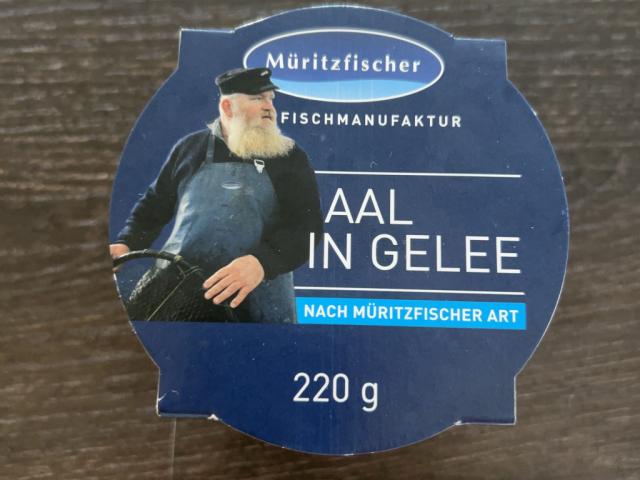 Müritzfischer
FISCHMANUFAKTUR
AAL
IN GELEE
NACH MÜRITZFISCHER ART
220 g